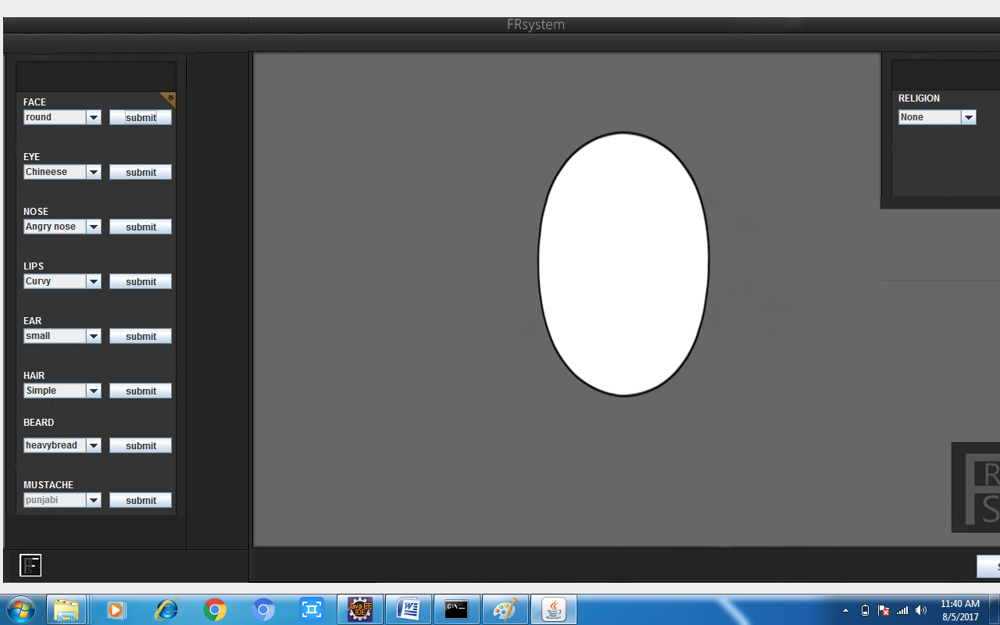 FRsystem
FACE
round submit
EYE
Chineese submit
NOSE
Angry nose submit
LIPS
Curvy submit
EAR
small submit
HAIR
Simple submit
BEARD
heavybread submit
MUSTACHE
punjabi submit
RELIGION
None
FR
S
F
Java EE
IDE
W
C:\
11:40 AM
8/5/2017